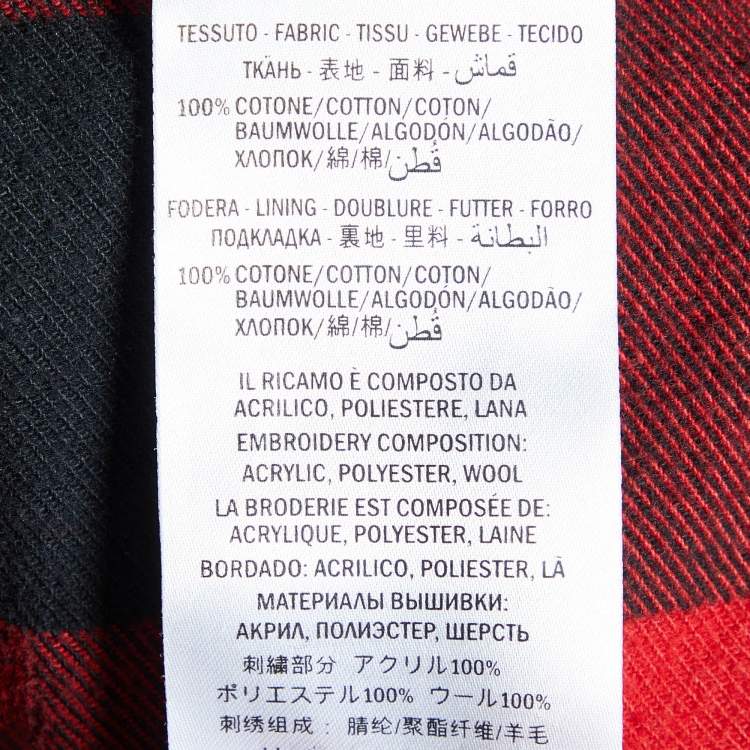 TESSUTO - FABRIC - TISSU - GEWEBE - TECIDO
ТКАНЬ - 表地 - 面料 - قماش
100% COTONE/COTTON/COTON/
BAUMWOLLE/ALGODÓN/ALGODÃO/
ХЛОПОК/綿/棉/قُطن
FODERA - LINING - DOUBLURE - FUTTER - FORRO
ПОДКЛАДКА - 裏地 - 里料 - البطانة
100% COTONE/COTTON/COTON/
BAUMWOLLE/ALGODÓN/ALGODÃO/
ХЛОПОК/綿/棉/قُطن
IL RICAMO È COMPOSTO DA
ACRILICO, POLIESTERE, LANA
EMBROIDERY COMPOSITION:
ACRYLIC, POLYESTER, WOOL
LA BRODERIE EST COMPOSÉE DE:
ACRYLIQUE, POLYESTER, LAINE
BORDADO: ACRILICO, POLIESTER, LÃ
МАТЕРИАЛЫ ВЫШИВКИ:
АКРИЛ, ПОЛИЭСТЕР, ШЕРСТЬ
刺繍部分 アクリル100%
ポリエステル100% ウール100%
刺绣组成：腈纶/聚酯纤维/羊毛